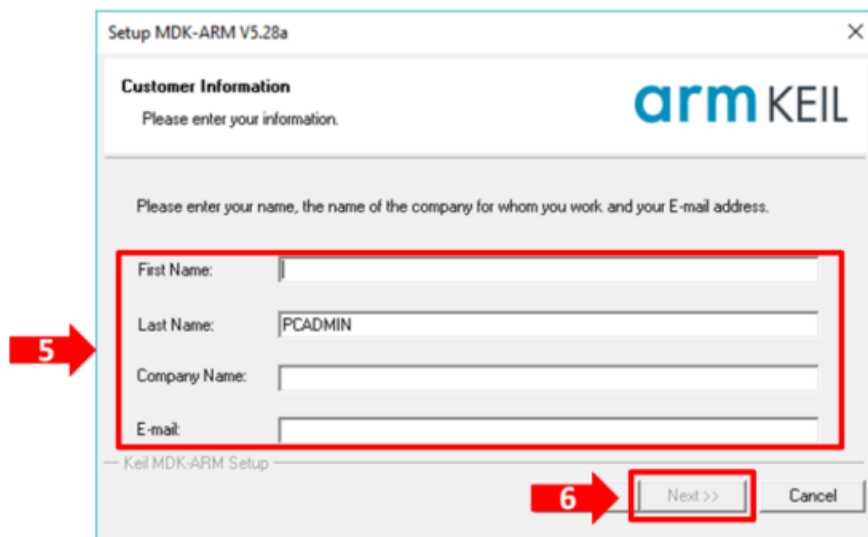 Setup MDK-ARM V5.28a
Customer Information
Please enter your information.
arm KEIL
Please enter your name, the name of the company for whom you work and your E-mail address.
First Name:
Last Name: PCADMIN
5
Company Name:
E-mail:
Keil MDK-ARM Setup
6 Next >> Cancel